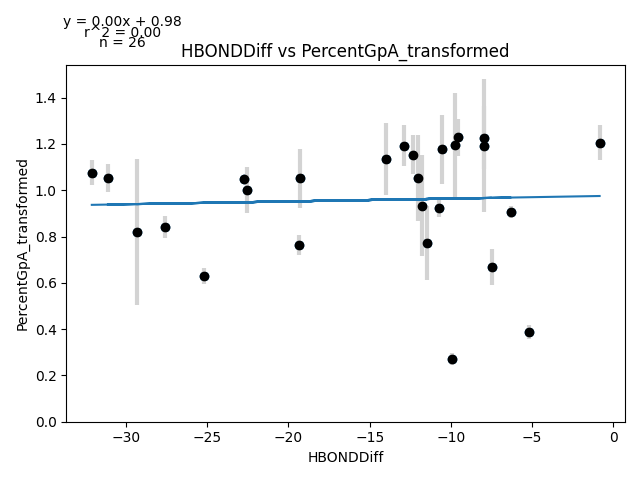 y = 0.00x + 0.98
r^2 = 0.00
n = 26
HBONDDiff vs PercentGpA_transformed
PercentGpA_transformed
1.4
1.2
1.0
0.8
0.6
0.4
0.2
0.0
−30
−25
−20
−15
−10
−5
0
HBONDDiff